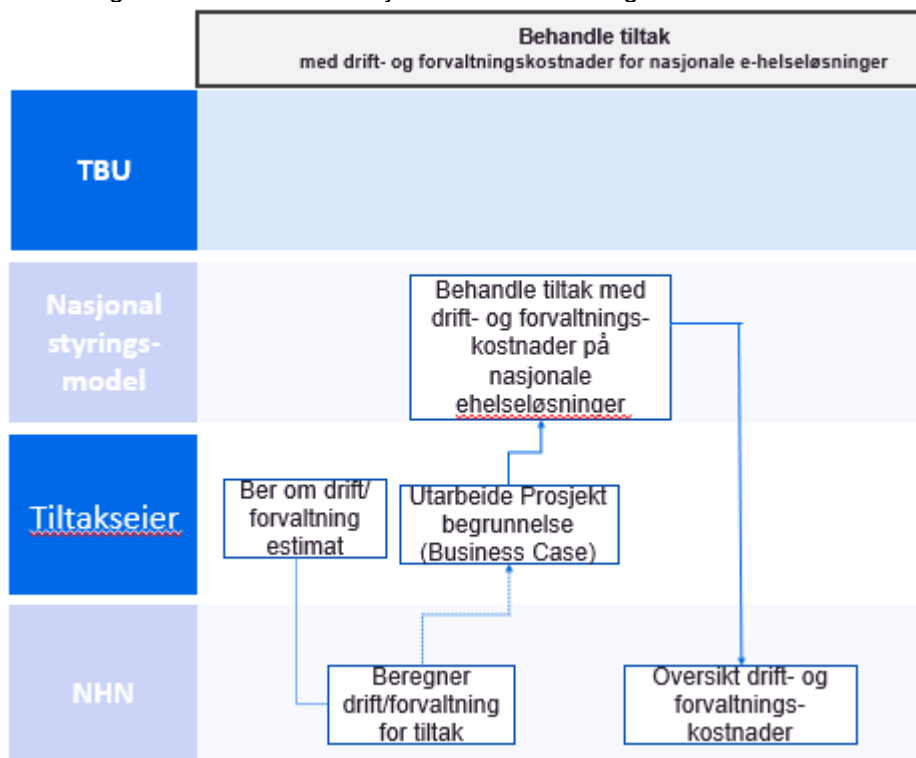 Behandle tiltak
med drift- og forvaltningskostnader for nasjonale e-helseløsninger
TBU
Nasjonal
styrings-
model
Behandle tiltak med
drift- og forvaltnings-
kostnader på
nasjonale
ehelseløsninger
Tiltakseier
Ber om drift/
forvaltning
estimat
Utarbeide Prosjekt
begrunnelse
(Business Case)
NHN
Beregner
drift/forvaltning
for tiltak
Oversikt drift- og
forvaltnings-
kostnader